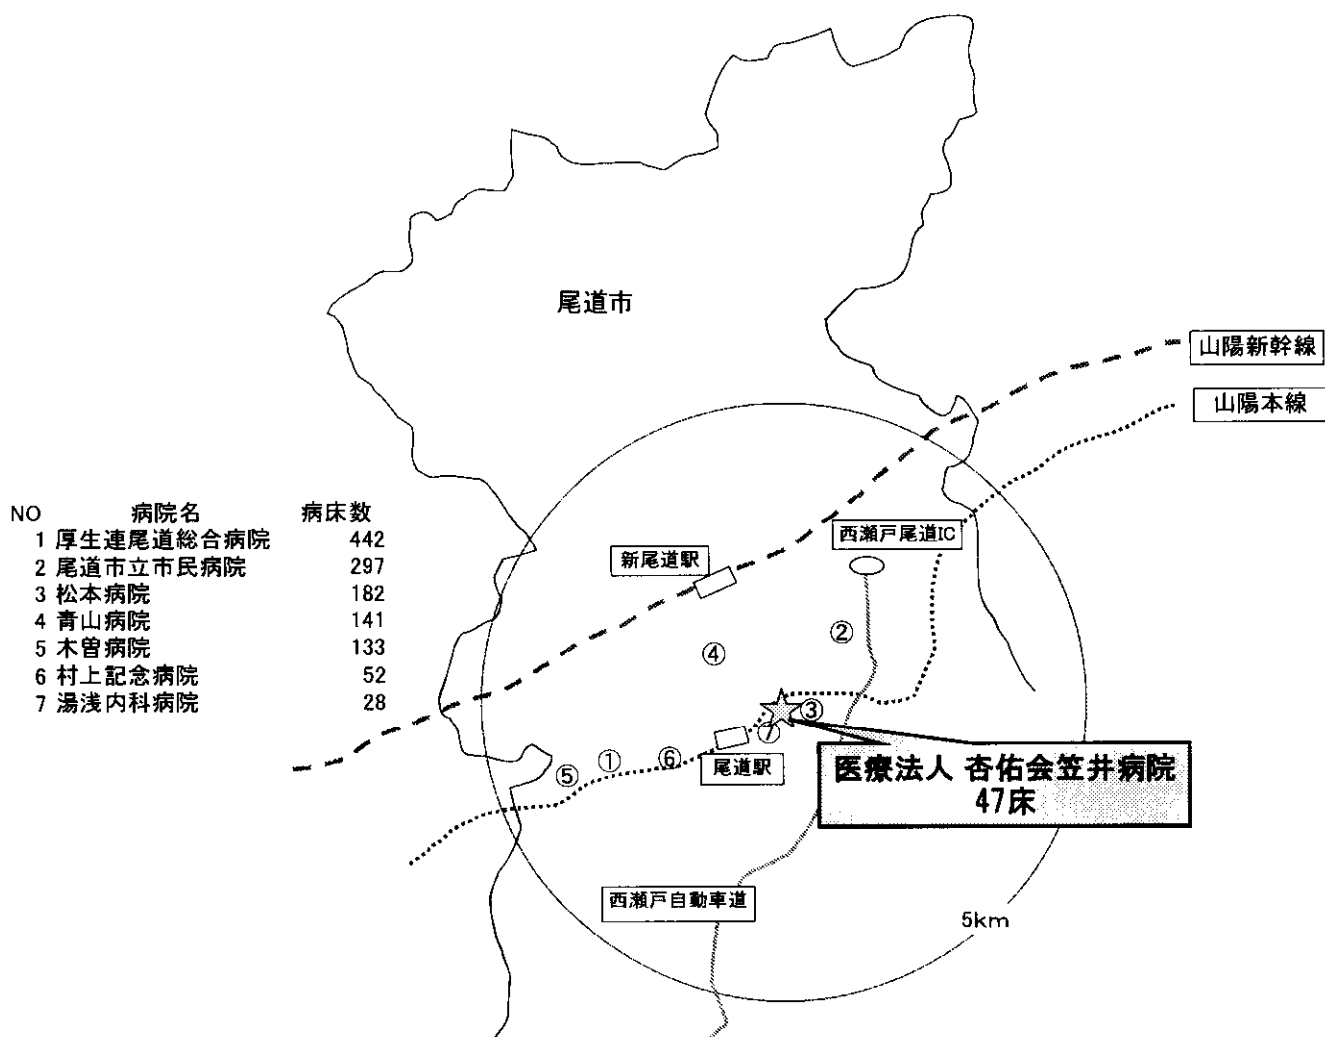 尾道市
山陽新幹線
山陽本線
NO 病院名 病床数
1 厚生連尾道総合病院 442
2 尾道市立市民病院 297
3 松本病院 182
4 青山病院 141
5 木曽病院 133
6 村上記念病院 52
7 湯浅内科病院 28
西瀬戸尾道IC
新尾道駅
②
④
③
⑦
①
⑥
⑤
尾道駅
医療法人 杏佑会笠井病院
47床
西瀬戸自動車道
5km